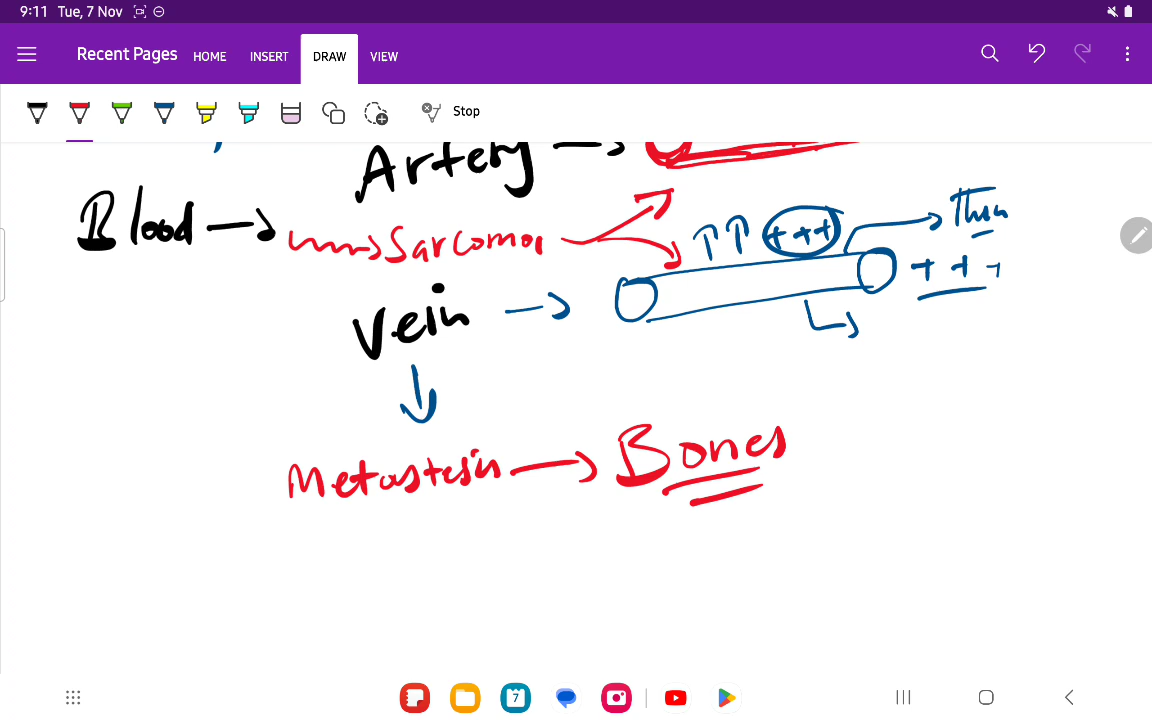 9:11 Tue, 7 Nov
Recent Pages HOME INSERT DRAW VIEW
Stop
Artery
Blood
Sarcoma
+++
Thin
+ + +
Vein
Metastesis
Bones
7